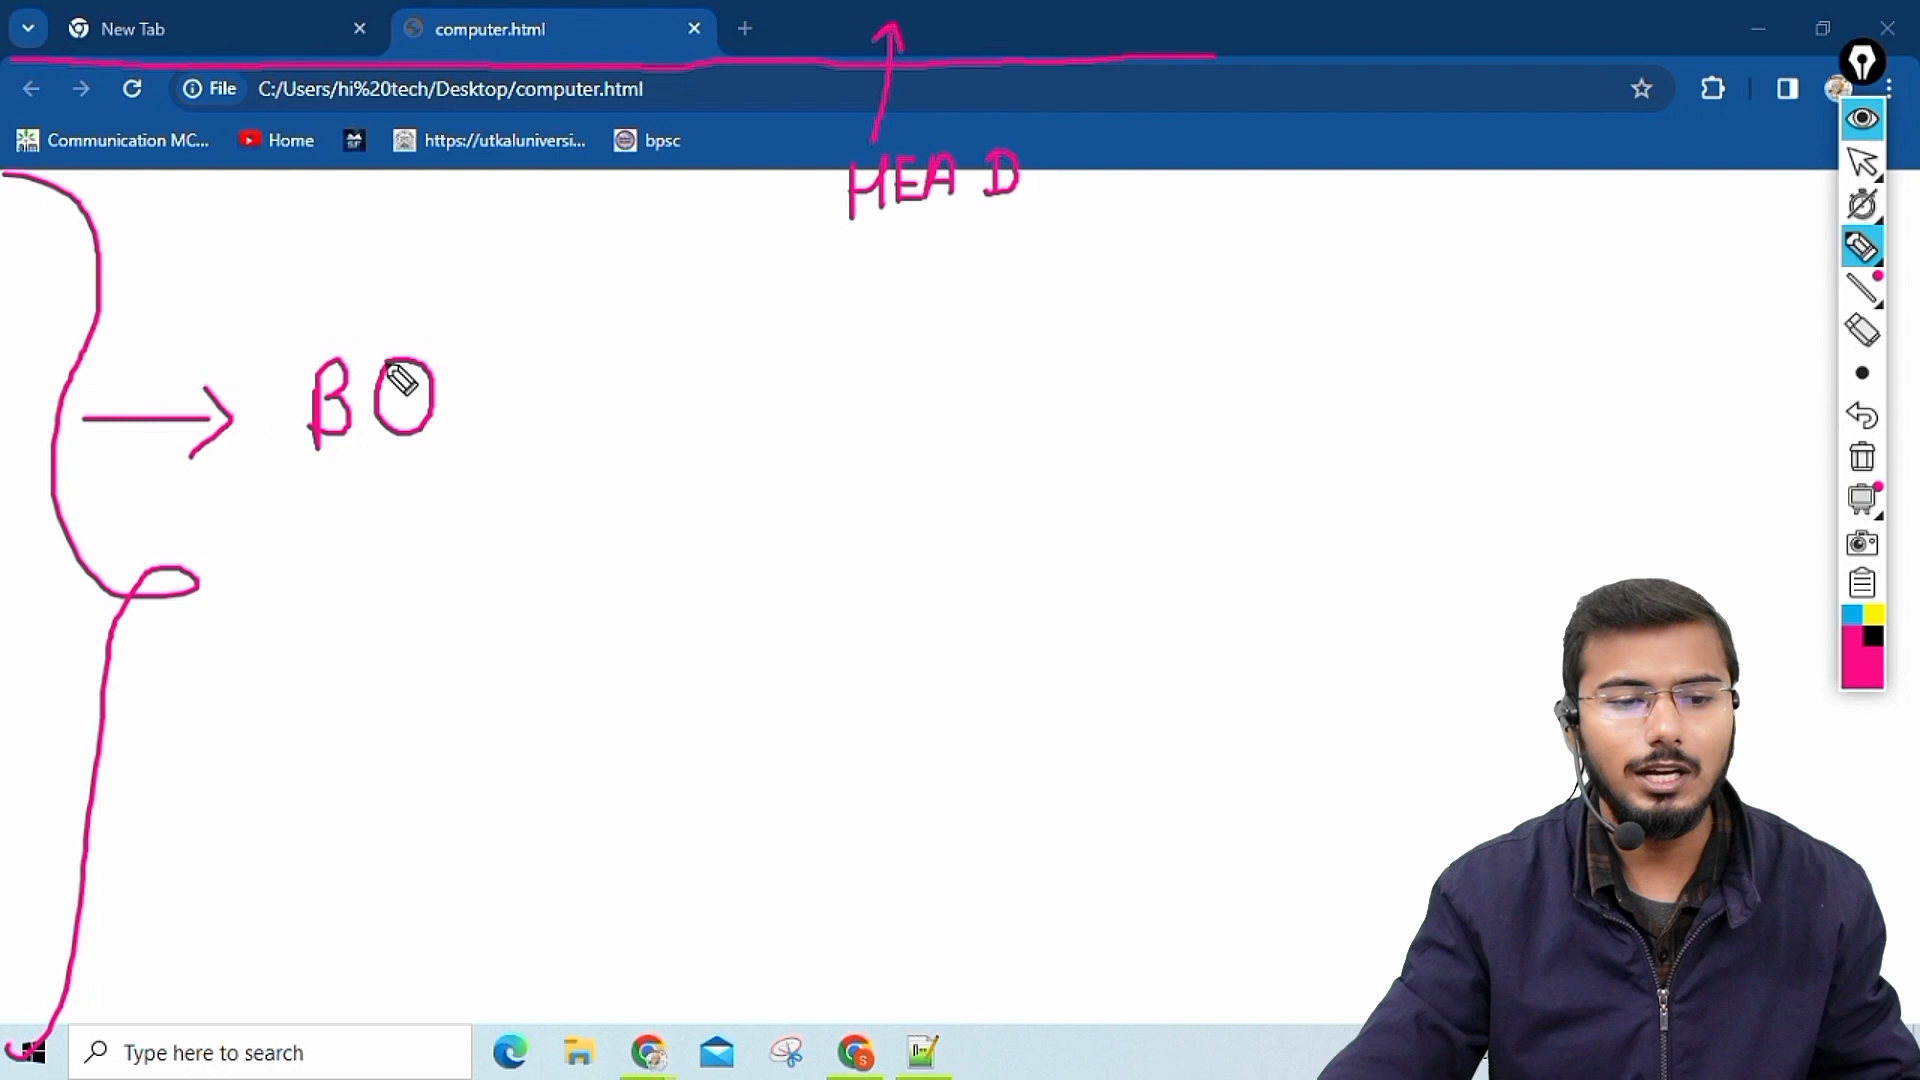 New Tab
computer.html
File C:/Users/hi%20tech/Desktop/computer.html
Communication MC...
Home
https://utkaluniversi...
bpsc
HEAD
BO
Type here to search